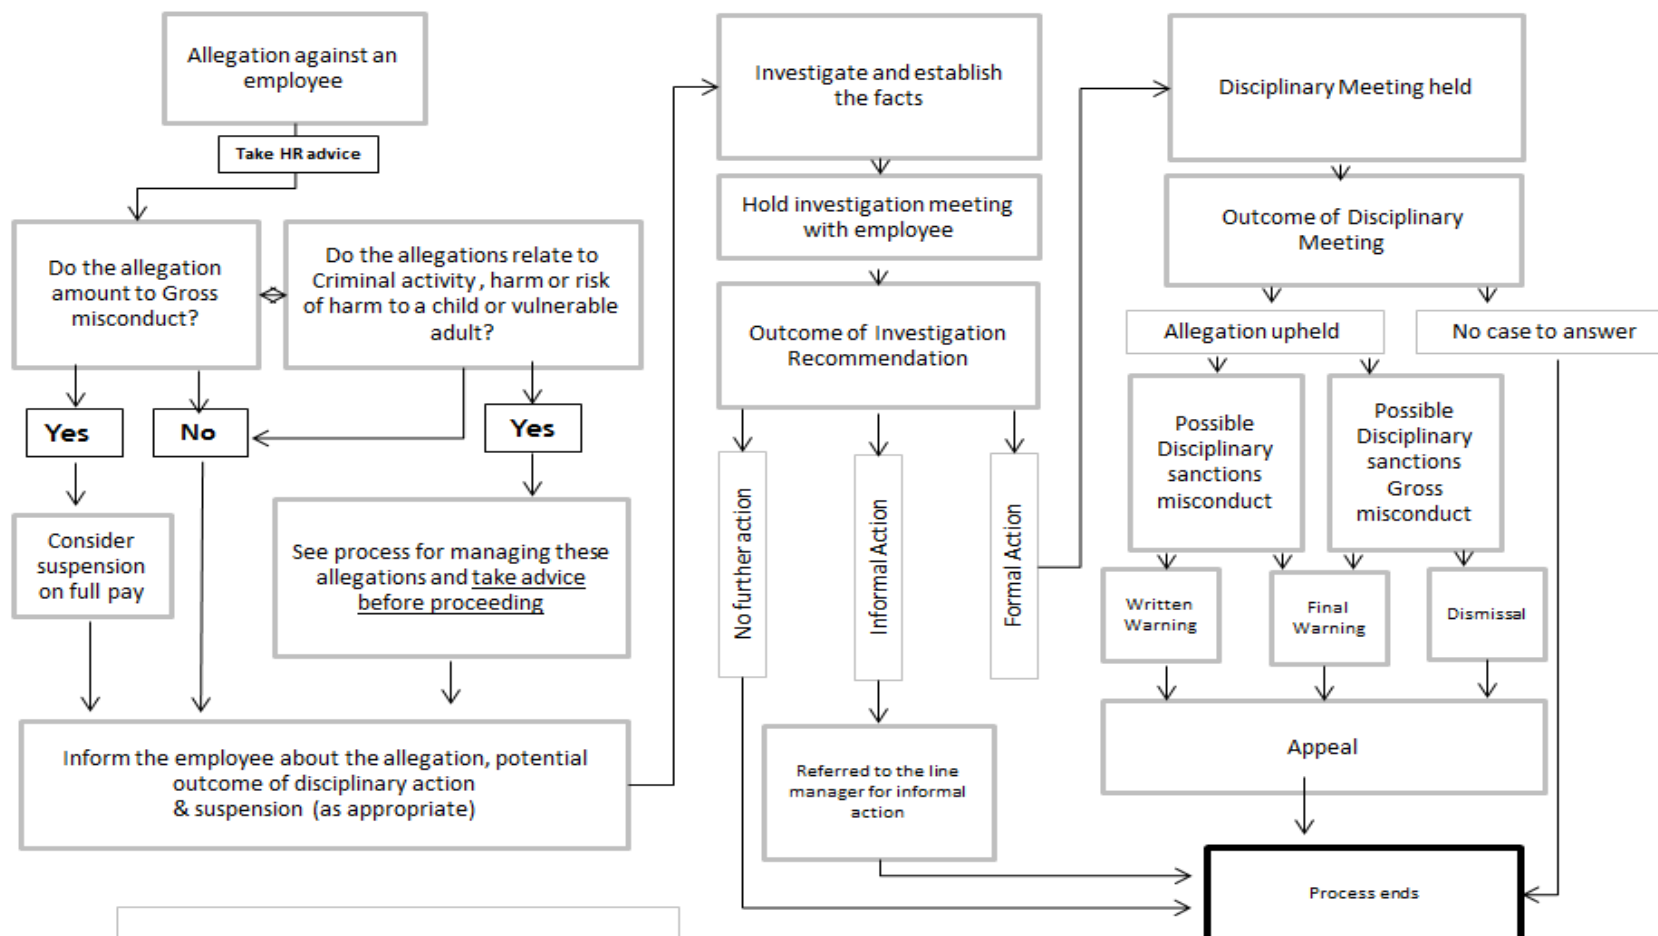 Allegation against an
employee
Take HR advice
Do the allegation
amount to Gross
misconduct?
Do the allegations relate to
Criminal activity, harm or risk
of harm to a child or vulnerable
adult?
Yes
No
Yes
Consider
suspension
on full pay
See process for managing these
allegations and take advice
before proceeding
Inform the employee about the allegation, potential
outcome of disciplinary action
& suspension (as appropriate)
Investigate and establish
the facts
Hold investigation meeting
with employee
Outcome of Investigation
Recommendation
No further action
Informal Action
Formal Action
Referred to the line
manager for informal
action
Disciplinary Meeting held
Outcome of Disciplinary
Meeting
Allegation upheld
No case to answer
Possible
Disciplinary
sanctions
misconduct
Possible
Disciplinary
sanctions
Gross
misconduct
Written
Warning
Final
Warning
Dismissal
Appeal
Process ends